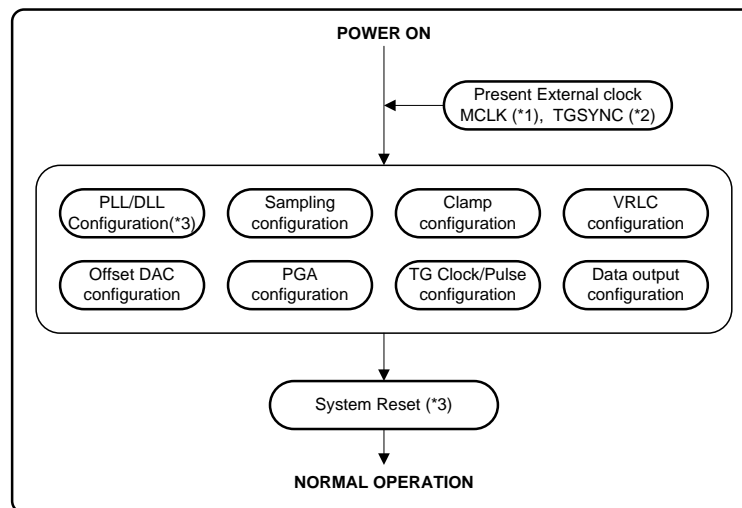 POWER ON
Present External clock
MCLK (*1), TGSYNC (*2)
PLL/DLL
Configuration(*3)
Sampling
configuration
Clamp
configuration
VRLC
configuration
Offset DAC
configuration
PGA
configuration
TG Clock/Pulse
configuration
Data output
configuration
System Reset (*3)
NORMAL OPERATION